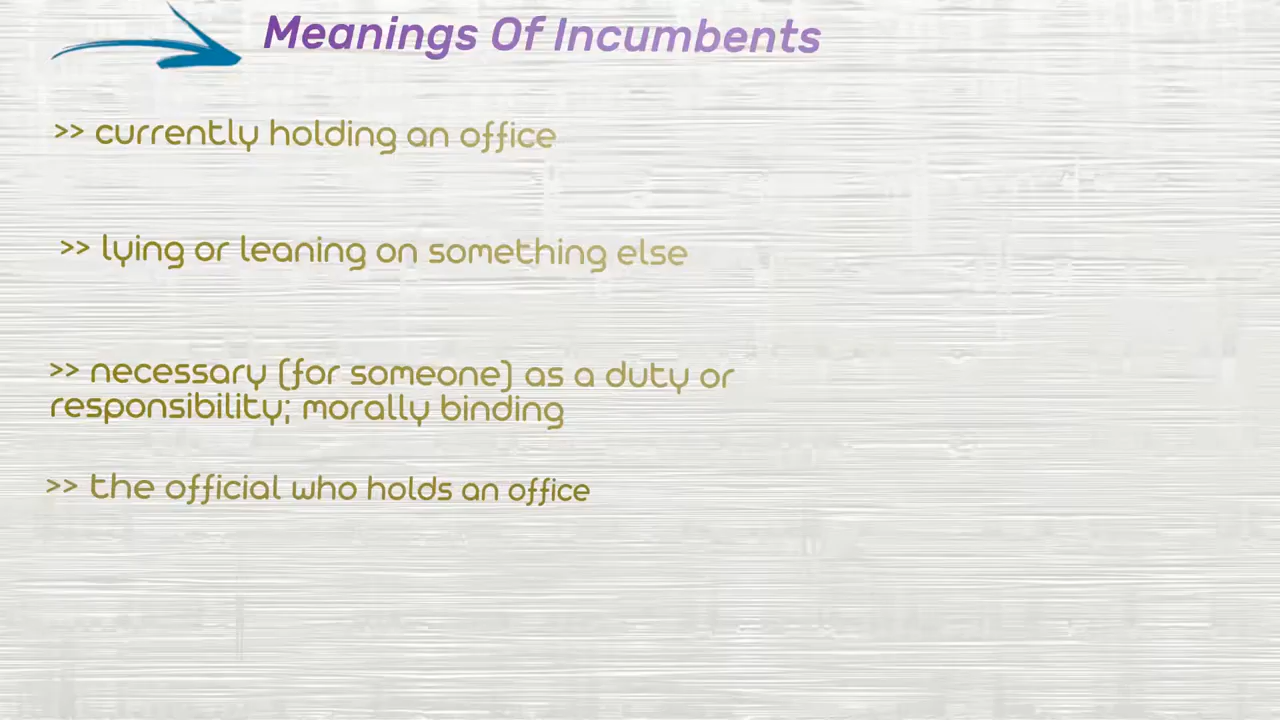 Meanings Of Incumbents
>> currently holding an office
>> lying or leaning on something else
>> necessary (for someone) as a duty or
responsibility; morally binding
>> the official who holds an office